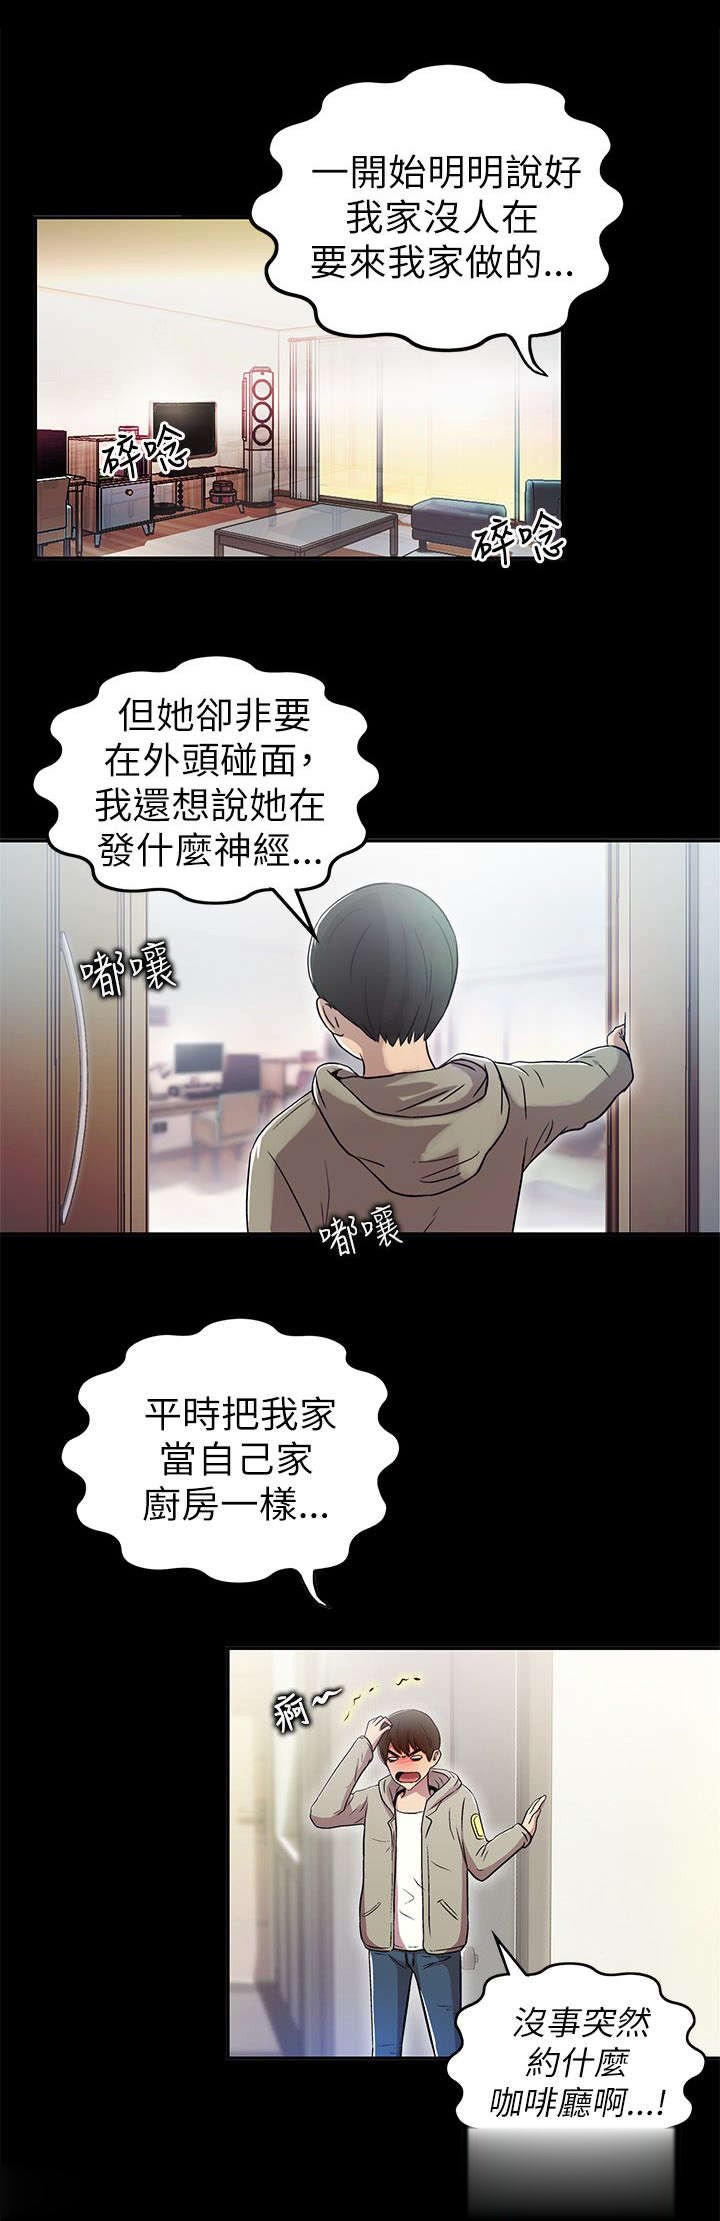 一開始明明說好
我家沒人在
要來我家做的…
碎唸
碎唸
但她卻非要
在外頭碰面，
我還想說她在
發什麼神經…
嘟嚷
嘟嚷
平時把我家
當自己家
廚房一樣…
痾～
沒事突然
約什麼
咖啡廳啊…!